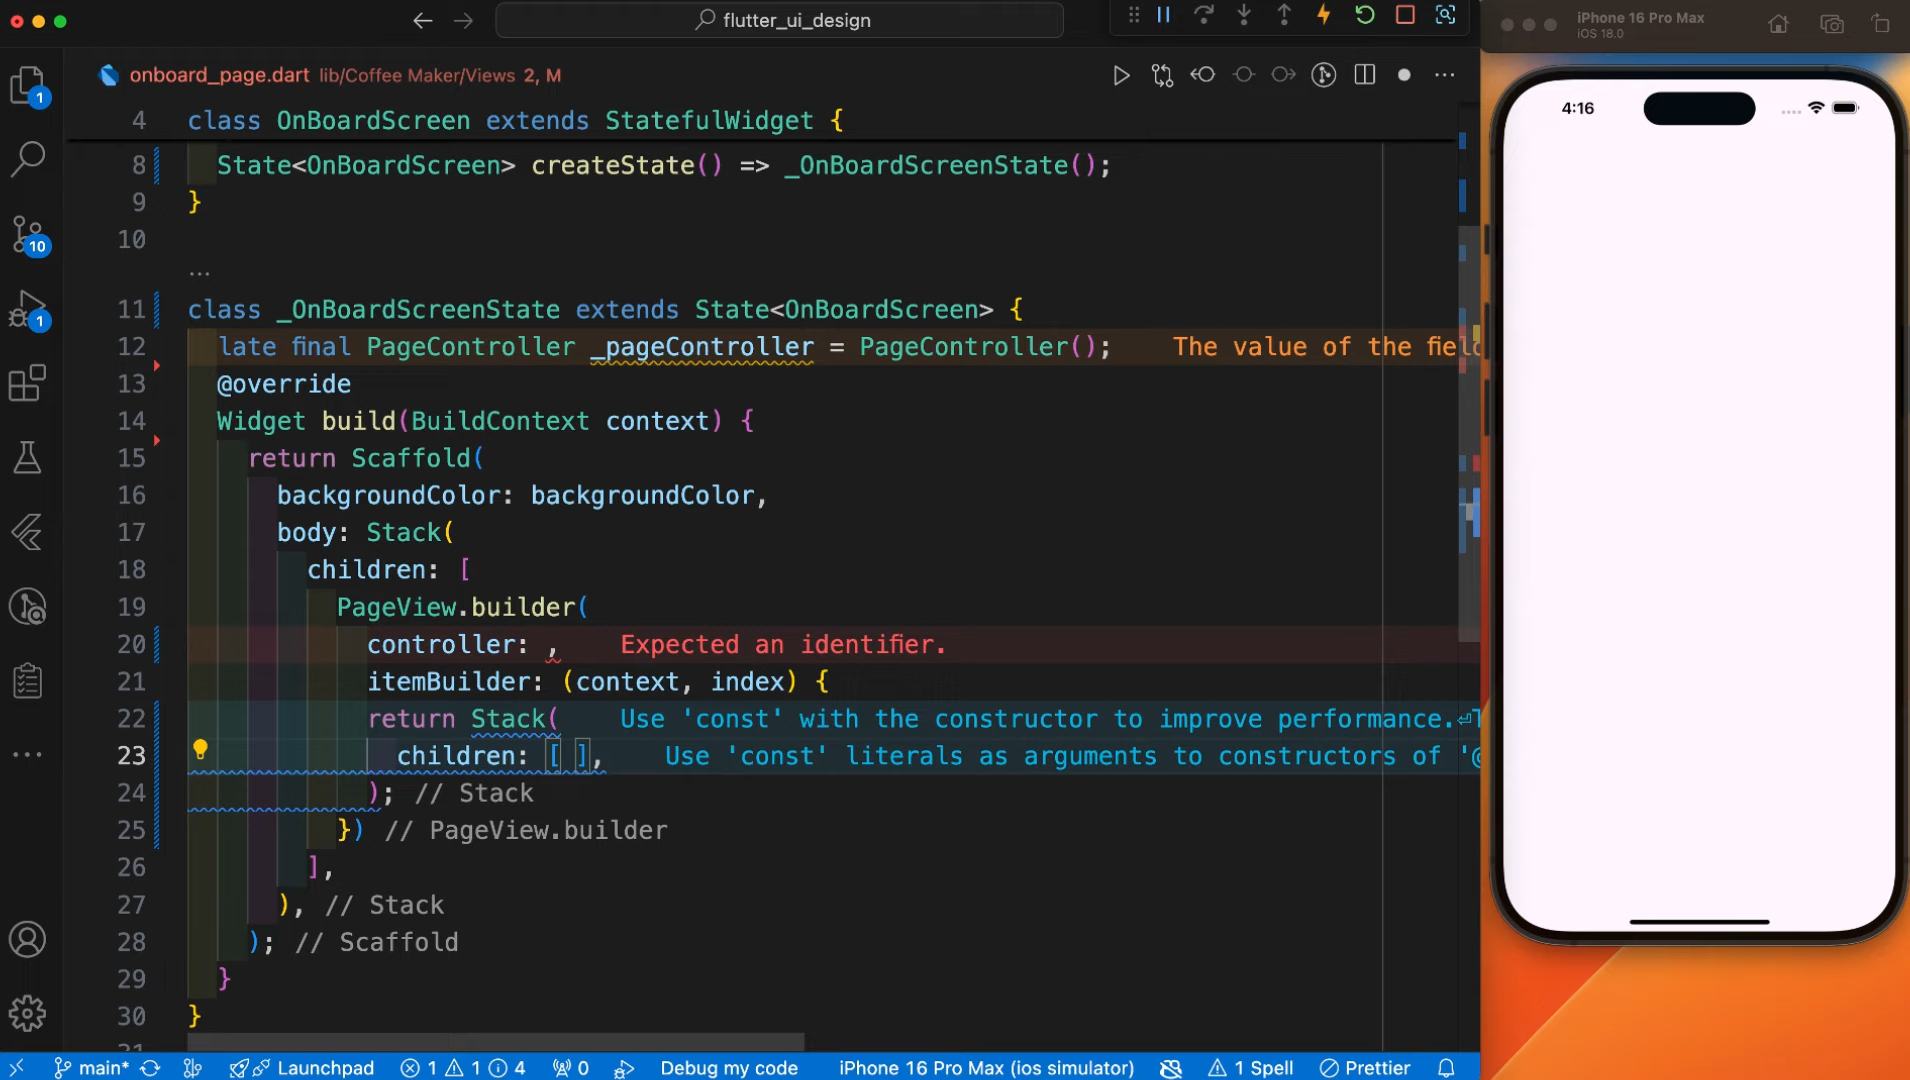 flutter_ui_design
onboard_page.dart lib/Coffee Maker/Views 2, M
4 class OnBoardScreen extends StatefulWidget {
8 State<OnBoardScreen> createState() => _OnBoardScreenState();
9 }
10
...
11 class _OnBoardScreenState extends State<OnBoardScreen> {
12 late final PageController _pageController = PageController(); The value of the fiel
13 @override
14 Widget build(BuildContext context) {
15 return Scaffold(
16 backgroundColor: backgroundColor,
17 body: Stack(
18 children: [
19 PageView.builder(
20 controller: , Expected an identifier.
21 itemBuilder: (context, index) {
22 return Stack( Use 'const' with the constructor to improve performance.⏎T
23 children: [ ], Use 'const' literals as arguments to constructors of '@
24 ); // Stack
25 }) // PageView.builder
26 ],
27 ), // Stack
28 ); // Scaffold
29 }
30 }
31
1
10
1
main* Launchpad 1 1 4 0 Debug my code iPhone 16 Pro Max (ios simulator) 1 Spell Prettier
iPhone 16 Pro Max
iOS 18.0
4:16